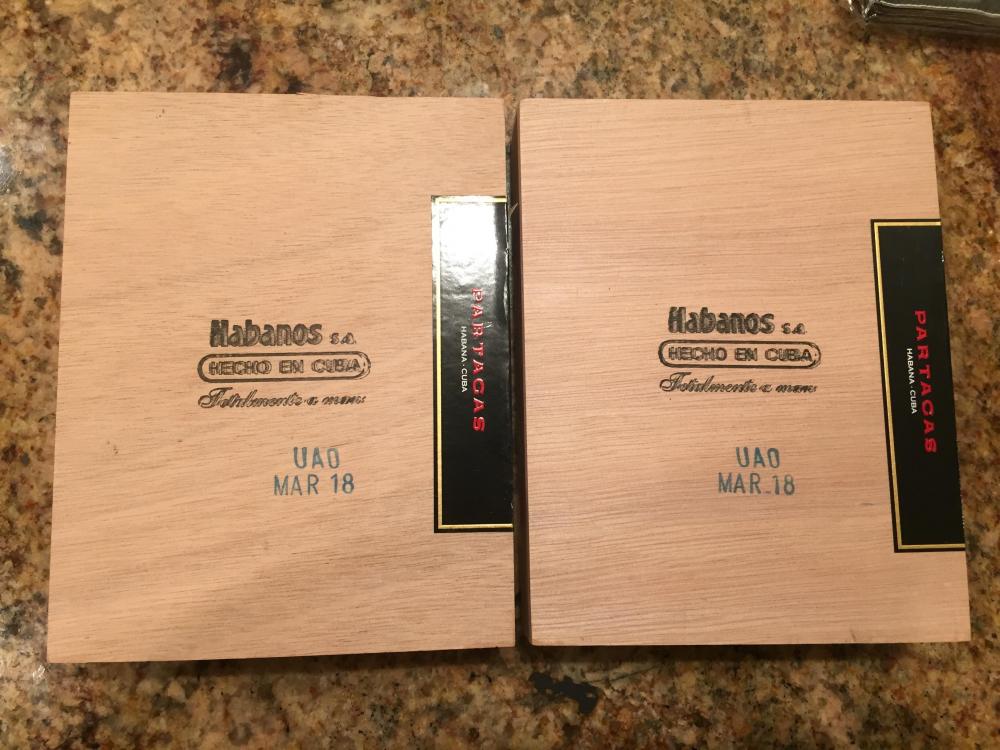 Habanos s.a.
HECHO EN CUBA
Totalmente a mano
UAO
MAR 18
PARTAGAS
HABANA-CUBA
Habanos s.a.
HECHO EN CUBA
Totalmente a mano
UAO
MAR 18
PARTAGAS
HABANA-CUBA